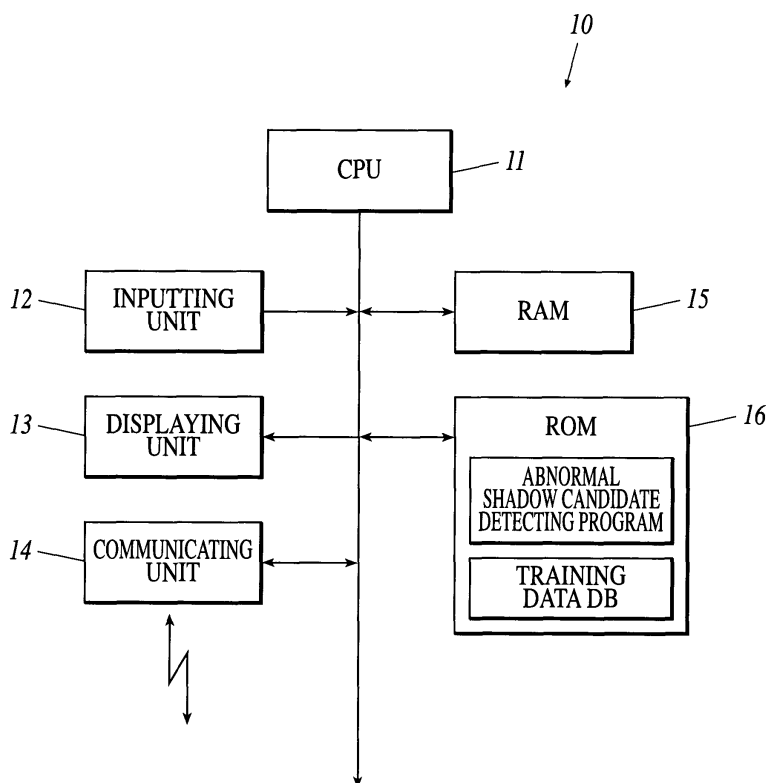 10
CPU
11
12
INPUTTING
UNIT
RAM
15
13
DISPLAYING
UNIT
ROM
16
ABNORMAL
SHADOW CANDIDATE
DETECTING PROGRAM
14
COMMUNICATING
UNIT
TRAINING
DATA DB